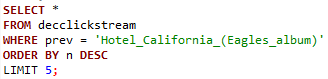 SELECT *
FROM decclickstream
WHERE prev = 'Hotel_California_(Eagles_album)'
ORDER BY n DESC
LIMIT 5;